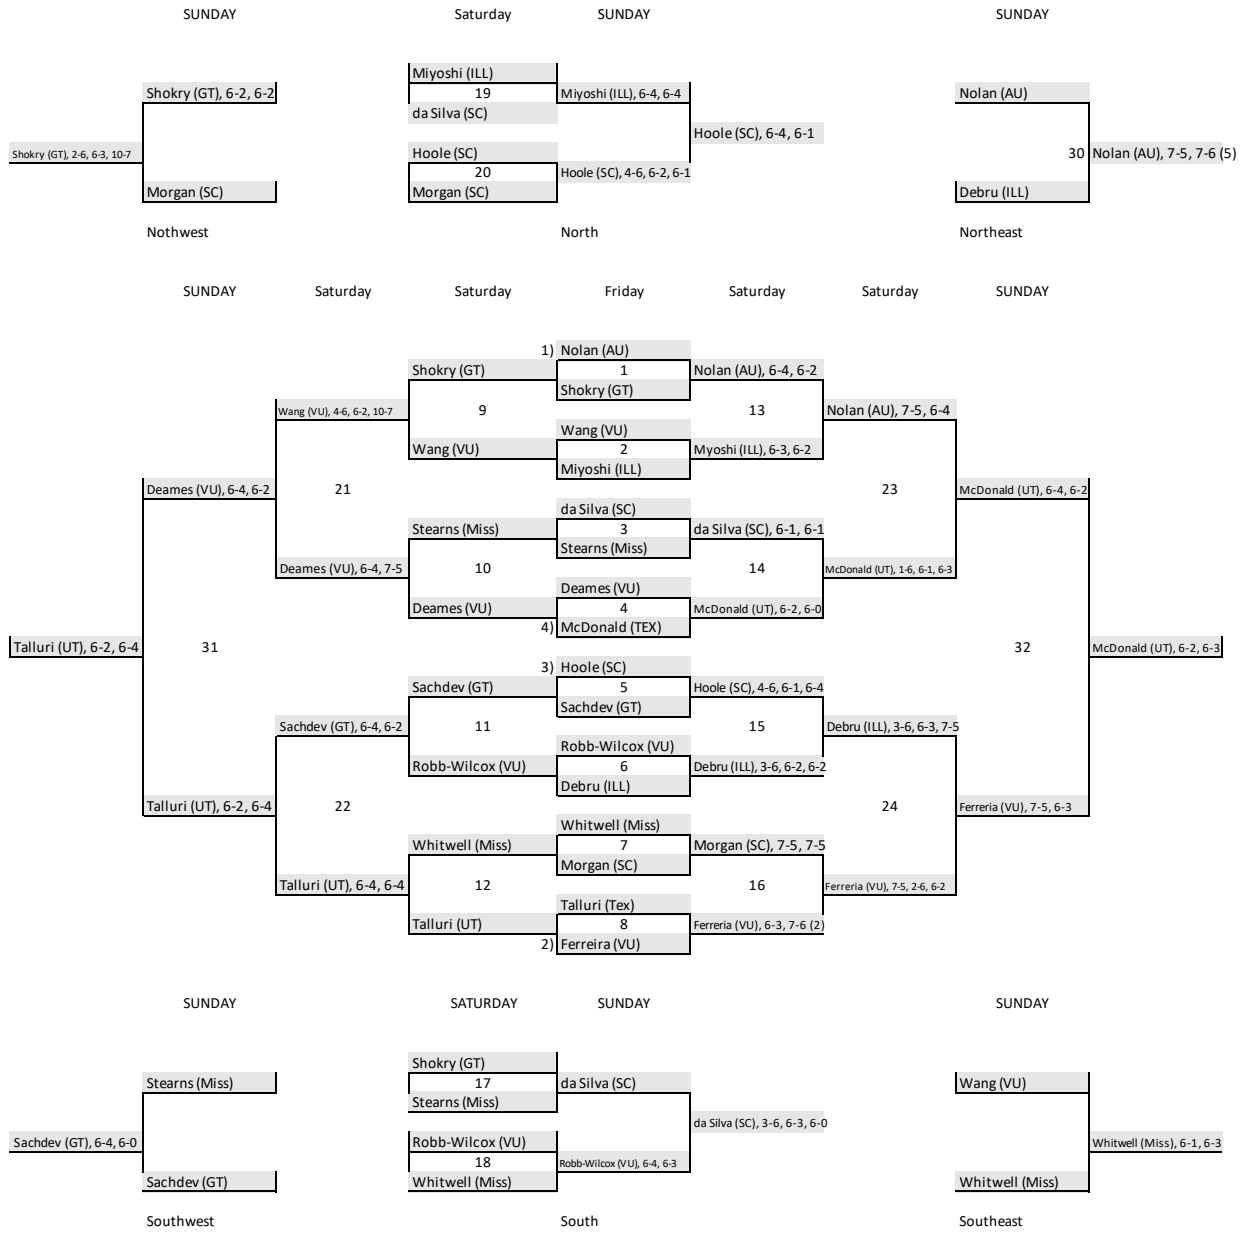 SUNDAY Saturday SUNDAY SUNDAY
Miyoshi (ILL)
Shokry (GT), 6-2, 6-2 19 Miyoshi (ILL), 6-4, 6-4 Nolan (AU)
da Silva (SC)
Hoole (SC), 6-4, 6-1
Shokry (GT), 2-6, 6-3, 10-7 Hoole (SC) 30 Nolan (AU), 7-5, 7-6 (5)
20 Hoole (SC), 4-6, 6-2, 6-1
Morgan (SC) Morgan (SC) Debru (ILL)
Nothwest North Northeast
SUNDAY Saturday Saturday Friday Saturday Saturday SUNDAY
1) Nolan (AU)
Shokry (GT) 1 Nolan (AU), 6-4, 6-2
Shokry (GT)
Wang (VU), 4-6, 6-2, 10-7 9 13 Nolan (AU), 7-5, 6-4
Wang (VU)
Wang (VU) 2 Myoshi (ILL), 6-3, 6-2
Miyoshi (ILL)
Deames (VU), 6-4, 6-2 21 23 McDonald (UT), 6-4, 6-2
da Silva (SC)
Stearns (Miss) 3 da Silva (SC), 6-1, 6-1
Stearns (Miss)
Deames (VU), 6-4, 7-5 10 14 McDonald (UT), 1-6, 6-1, 6-3
Deames (VU)
Deames (VU) 4 McDonald (UT), 6-2, 6-0
4) McDonald (TEX)
Talluri (UT), 6-2, 6-4 31 32 McDonald (UT), 6-2, 6-3
3) Hoole (SC)
Sachdev (GT) 5 Hoole (SC), 4-6, 6-1, 6-4
Sachdev (GT)
Sachdev (GT), 6-4, 6-2 11 15 Debru (ILL), 3-6, 6-3, 7-5
Robb-Wilcox (VU)
Robb-Wilcox (VU) 6 Debru (ILL), 3-6, 6-2, 6-2
Debru (ILL)
Talluri (UT), 6-2, 6-4 22 24 Ferreria (VU), 7-5, 6-3
Whitwell (Miss)
Whitwell (Miss) 7 Morgan (SC), 7-5, 7-5
Morgan (SC)
Talluri (UT), 6-4, 6-4 12 16 Ferreria (VU), 7-5, 2-6, 6-2
Talluri (Tex)
Talluri (UT) 8 Ferreria (VU), 6-3, 7-6 (2)
2) Ferreira (VU)
SUNDAY SATURDAY SUNDAY SUNDAY
Shokry (GT)
Stearns (Miss) 17 da Silva (SC) Wang (VU)
Stearns (Miss)
da Silva (SC), 3-6, 6-3, 6-0
Sachdev (GT), 6-4, 6-0 Robb-Wilcox (VU) Whitwell (Miss), 6-1, 6-3
18 Robb-Wilcox (VU), 6-4, 6-3
Sachdev (GT) Whitwell (Miss) Whitwell (Miss)
Southwest South Southeast